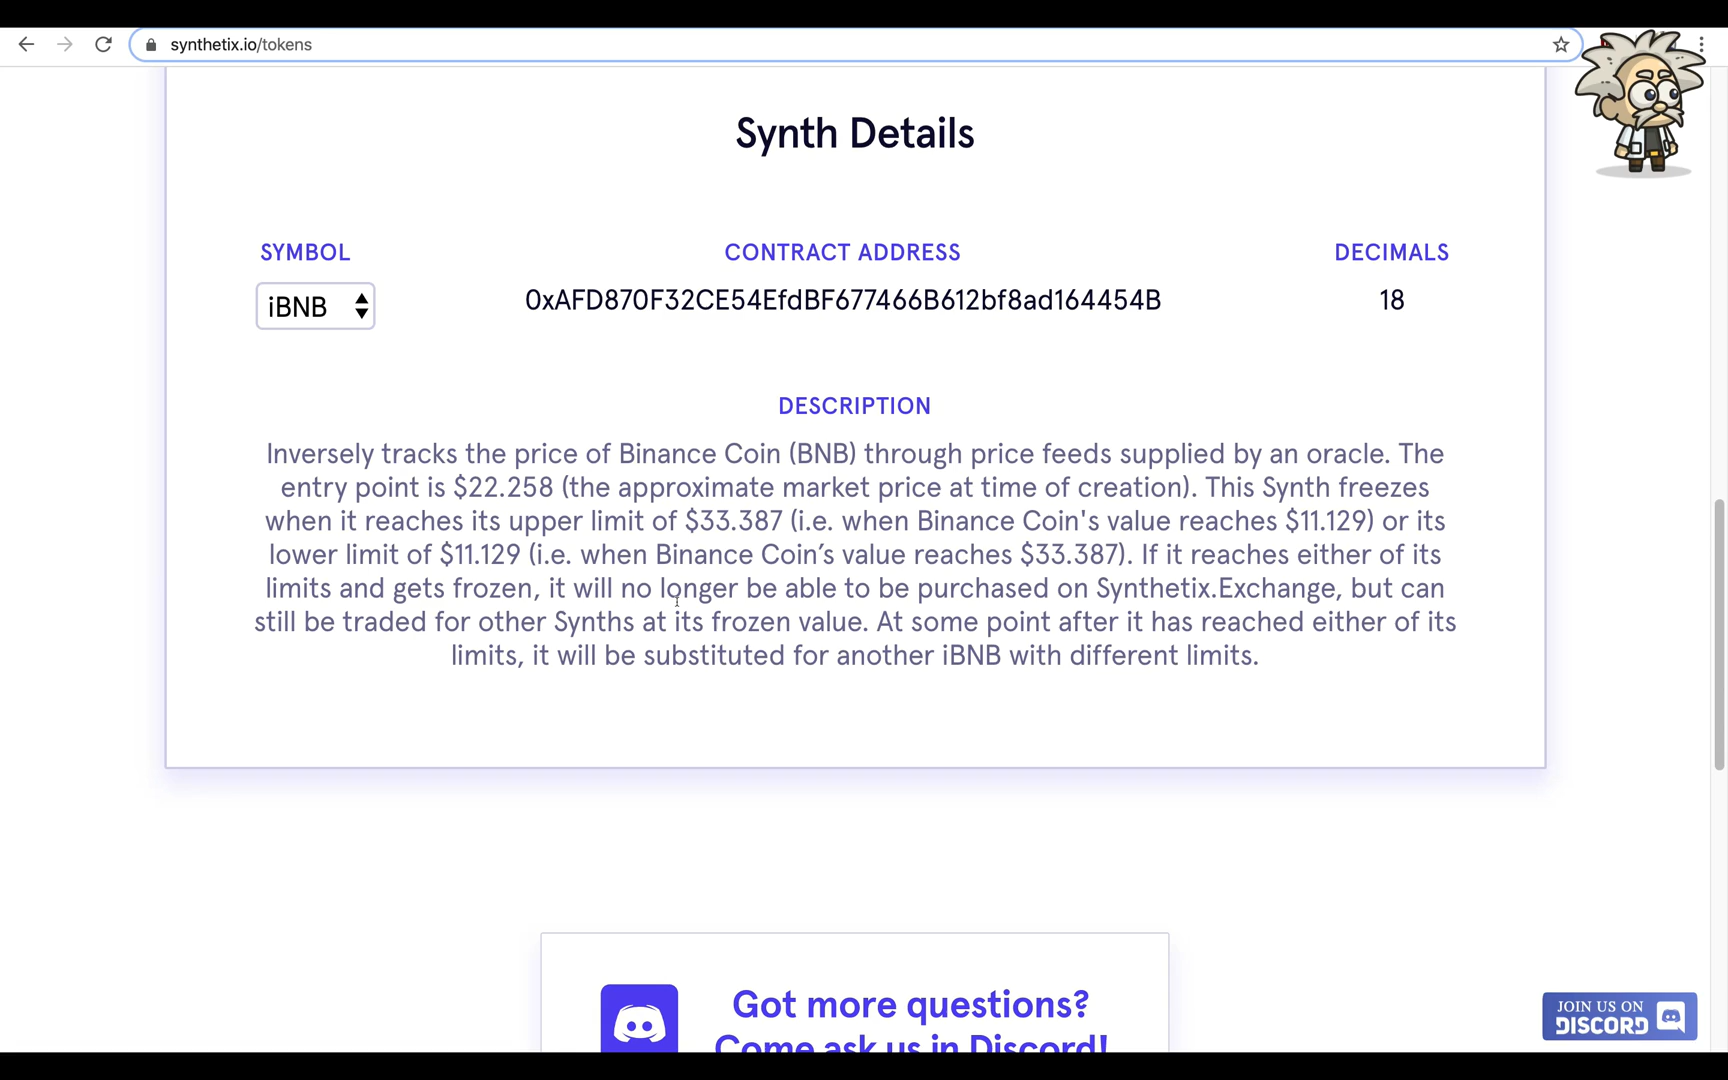 synthetix.io/tokens
Synth Details
SYMBOL
CONTRACT ADDRESS
DECIMALS
iBNB
0xAFD870F32CE54EfdBF677466B612bf8ad164454B
18
DESCRIPTION
Inversely tracks the price of Binance Coin (BNB) through price feeds supplied by an oracle. The
entry point is $22.258 (the approximate market price at time of creation). This Synth freezes
when it reaches its upper limit of $33.387 (i.e. when Binance Coin's value reaches $11.129) or its
lower limit of $11.129 (i.e. when Binance Coin’s value reaches $33.387). If it reaches either of its
limits and gets frozen, it will no longer be able to be purchased on Synthetix.Exchange, but can
still be traded for other Synths at its frozen value. At some point after it has reached either of its
limits, it will be substituted for another iBNB with different limits.
Got more questions?
Come ask us in Discord!
JOIN US ON
DISCORD